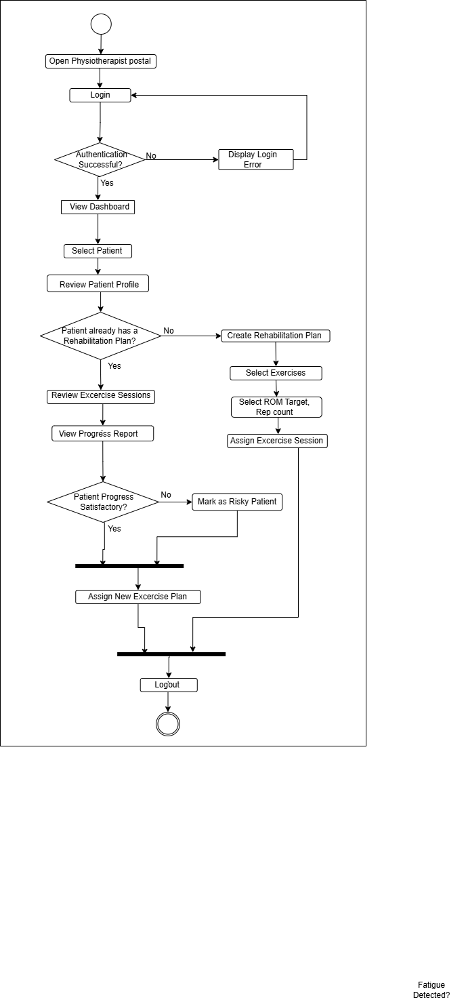 Open Physiotherapist postal
Login
Authentication
Successful?
No
Display Login
Error
Yes
View Dashboard
Select Patient
Review Patient Profile
Patient already has a
Rehabilitation Plan?
No
Create Rehabilitation Plan
Yes
Select Exercises
Review Excercise Sessions
Select ROM Target,
Rep count
View Progress Report
Assign Excercise Session
Patient Progress
Satisfactory?
No
Mark as Risky Patient
Yes
Assign New Excercise Plan
Logout
Fatigue
Detected?